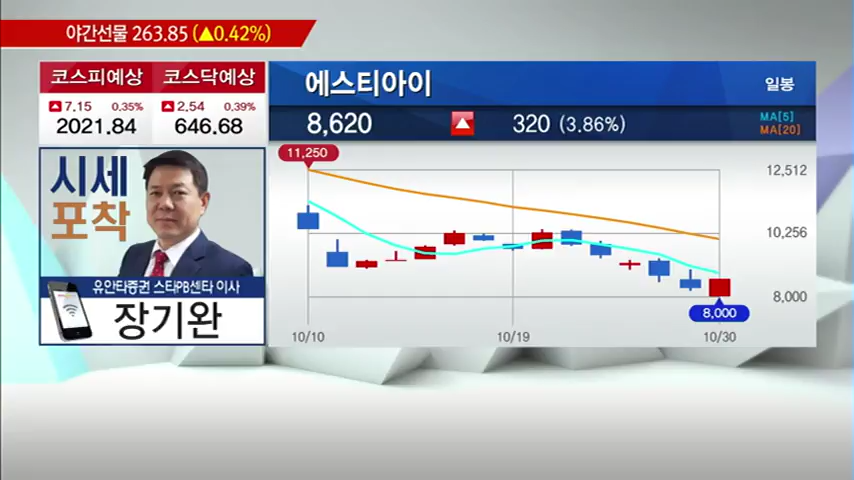 야간선물 263.85 (▲0.42%)
코스피예상 코스닥예상
▲ 7.15 0.35% ▲ 2.54 0.39%
2021.84 646.68
에스티아이 일봉
8,620 ▲ 320 (3.86%)
MA[5]
MA[20]
시세
포착
유안타증권 스타PB센타 이사
장기완
11,250
12,512
10,256
8,000
8,000
10/10 10/19 10/30